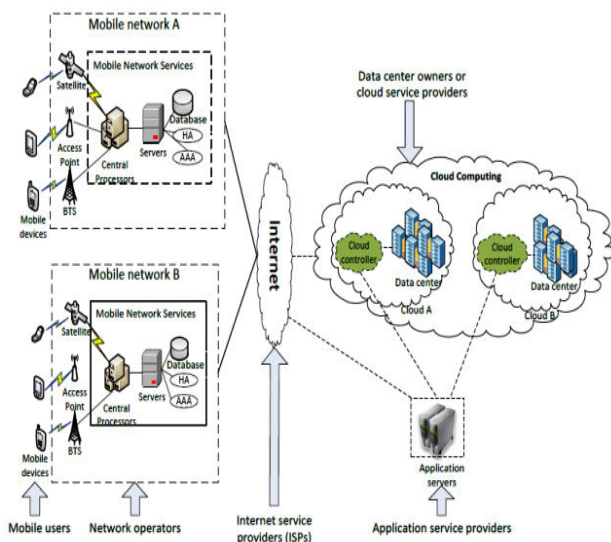 Mobile network A
Mobile Network Services
Satellite
Database
HA
AAA
Access
Point
Servers
Central
Processors
Mobile
devices
BTS
Mobile network B
Mobile Network Services
Satellite
Database
HA
AAA
Access
Point
Servers
Central
Processors
Mobile
devices
BTS
Mobile users
Network operators
Internet
Internet service
providers (ISPs)
Data center owners or
cloud service providers
Cloud Computing
Cloud
controller
Data center
Cloud A
Cloud
controller
Data center
Cloud B
Application
servers
Application service providers